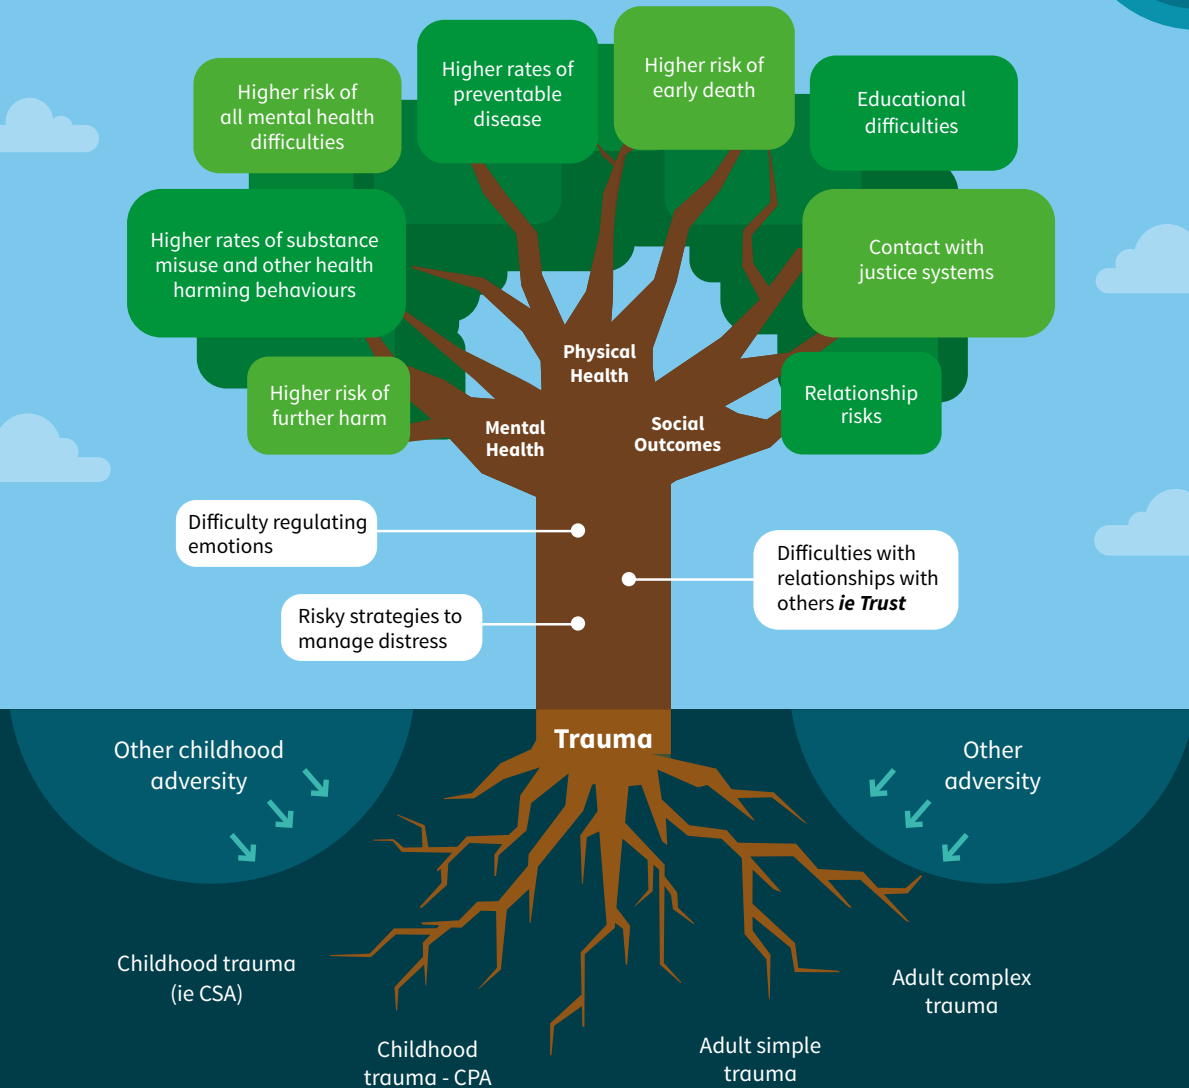 Higher risk of
all mental health
difficulties
Higher rates of
preventable
disease
Higher risk of
early death
Educational
difficulties
Higher rates of substance
misuse and other health
harming behaviours
Contact with
justice systems
Higher risk of
further harm
Relationship
risks
Physical
Health
Mental
Health
Social
Outcomes
Difficulty regulating
emotions
Difficulties with
relationships with
others ie Trust
Risky strategies to
manage distress
Trauma
Other childhood
adversity
Other
adversity
Childhood trauma
(ie CSA)
Childhood
trauma - CPA
Adult simple
trauma
Adult complex
trauma